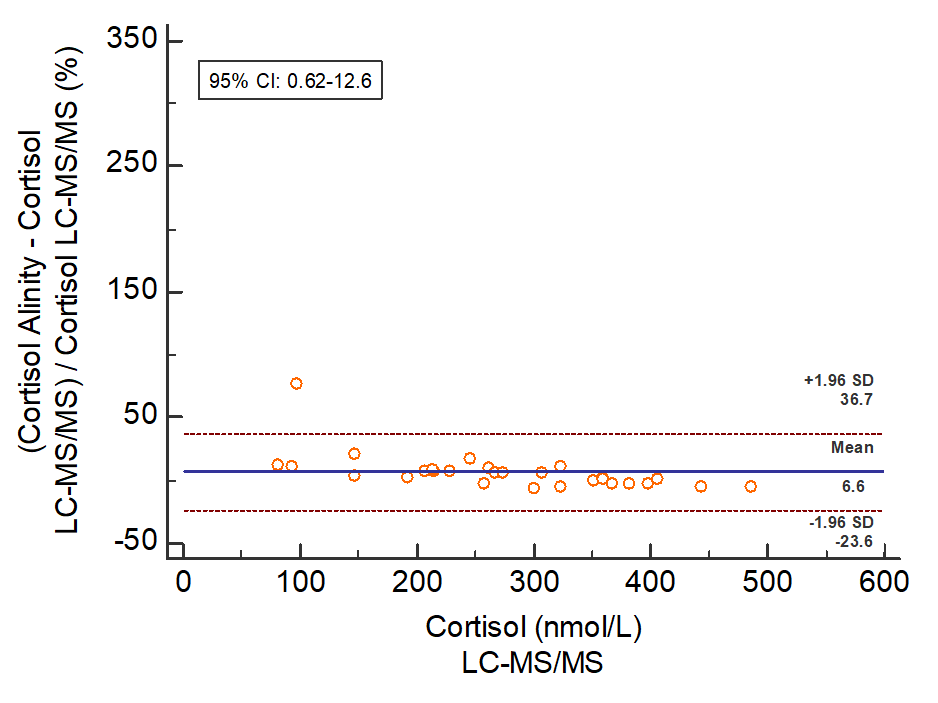 (Cortisol Alinity - Cortisol
LC-MS/MS) / Cortisol LC-MS/MS (%)
350
250
150
50
-50
95% CI: 0.62-12.6
+1.96 SD
36.7
Mean
6.6
-1.96 SD
-23.6
0 100 200 300 400 500 600
Cortisol (nmol/L)
LC-MS/MS